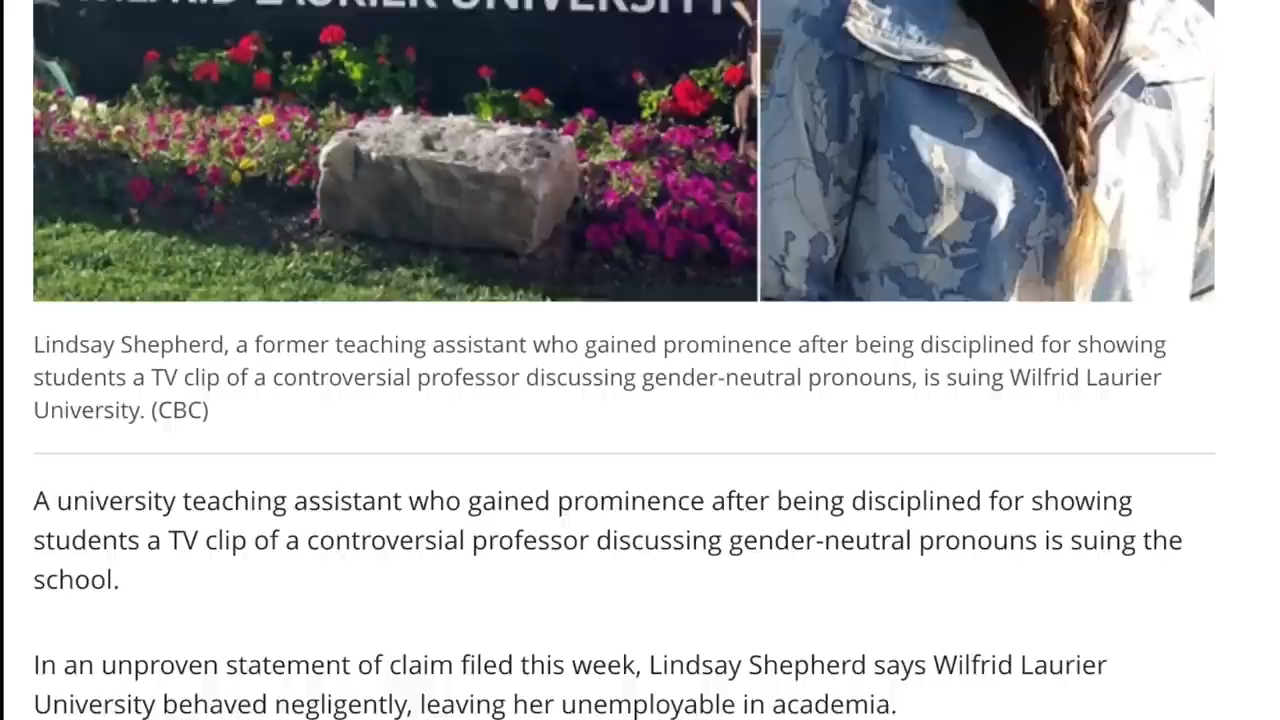 WILFRID LAURIER UNIVERSITY
Lindsay Shepherd, a former teaching assistant who gained prominence after being disciplined for showing
students a TV clip of a controversial professor discussing gender-neutral pronouns, is suing Wilfrid Laurier
University. (CBC)
A university teaching assistant who gained prominence after being disciplined for showing
students a TV clip of a controversial professor discussing gender-neutral pronouns is suing the
school.
In an unproven statement of claim filed this week, Lindsay Shepherd says Wilfrid Laurier
University behaved negligently, leaving her unemployable in academia.